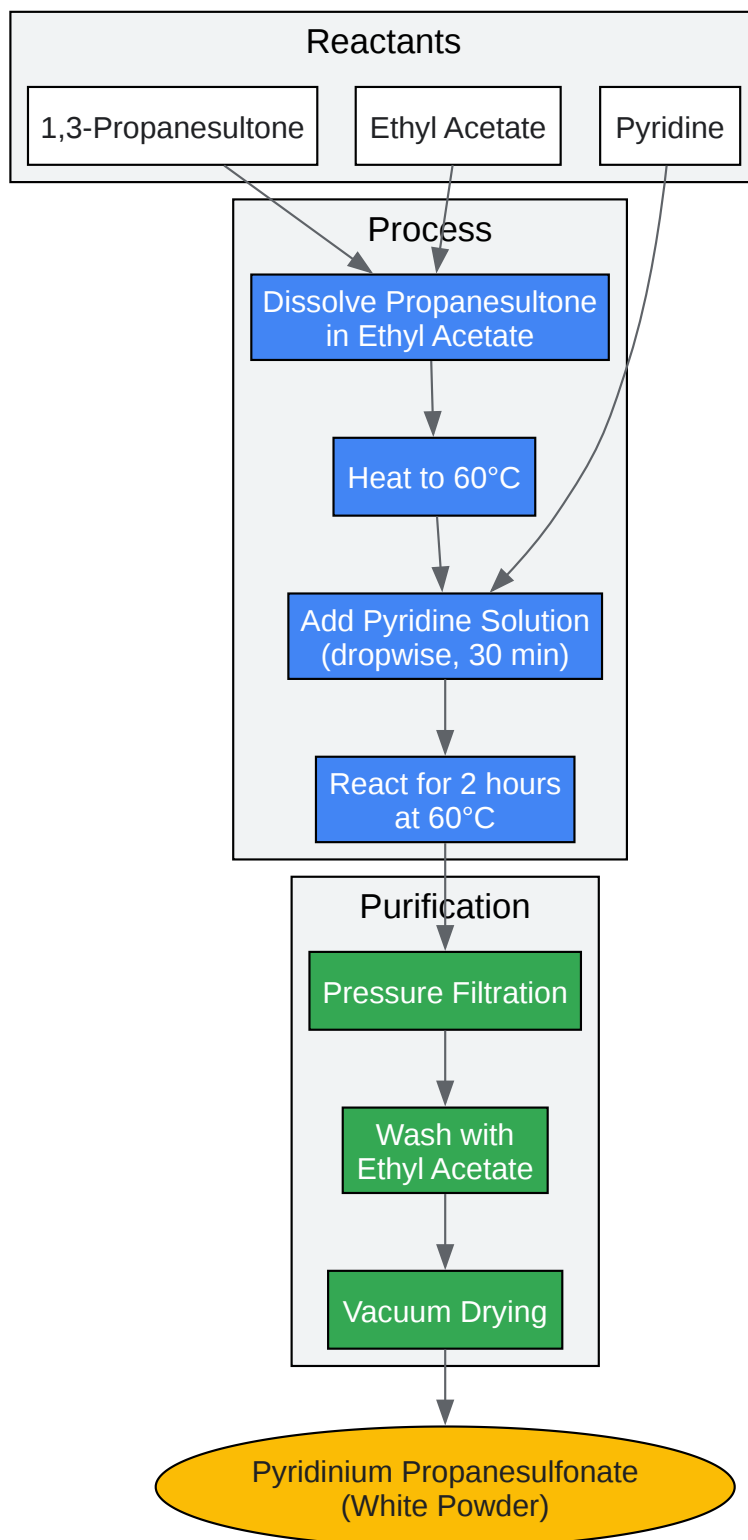 Reactants
1,3-Propanesultone
Ethyl Acetate
Pyridine
Process
Dissolve Propanesultone
in Ethyl Acetate
Heat to 60°C
Add Pyridine Solution
(dropwise, 30 min)
React for 2 hours
at 60°C
Purification
Pressure Filtration
Wash with
Ethyl Acetate
Vacuum Drying
Pyridinium Propanesulfonate
(White Powder)